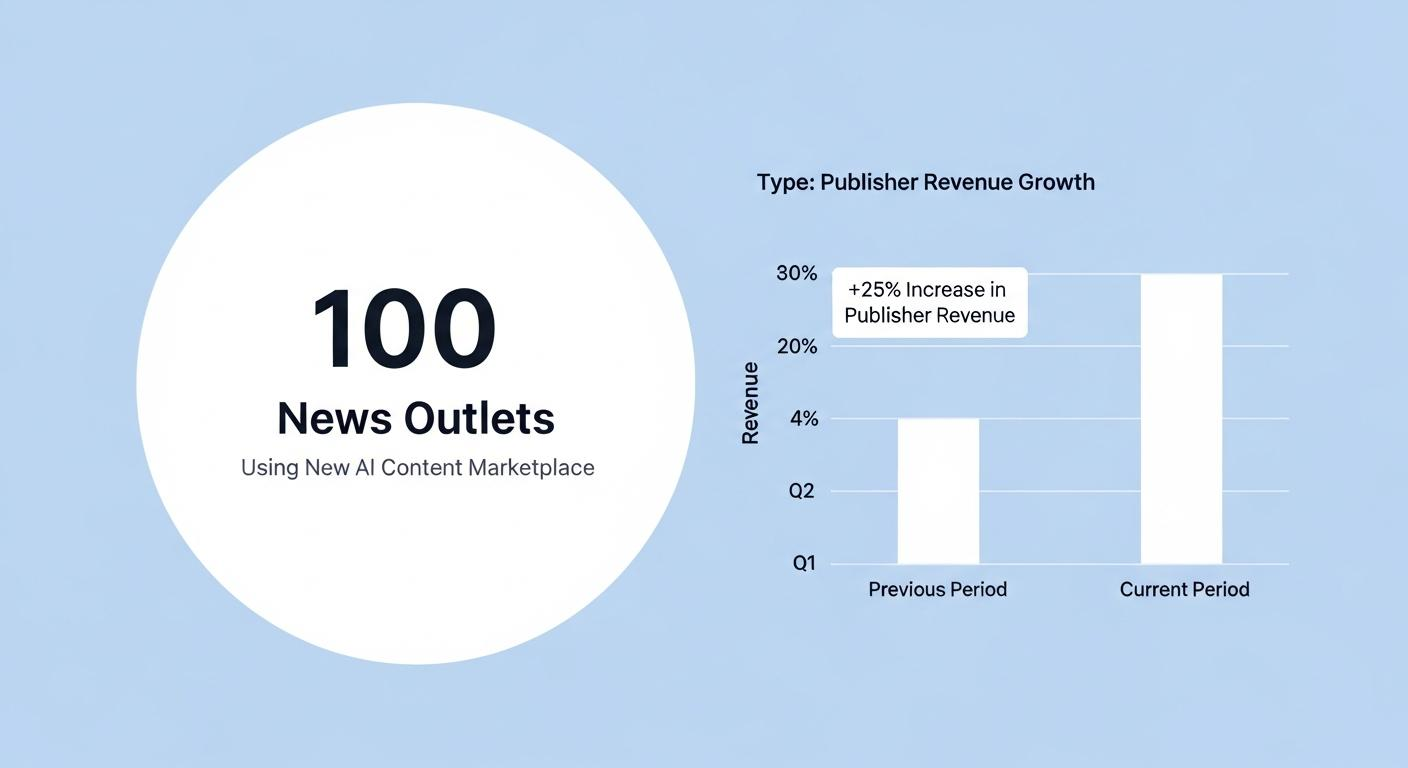 100
News Outlets
Using New AI Content Marketplace
Type: Publisher Revenue Growth
Revenue
30%
20%
4%
Q2
Q1
+25% Increase in
Publisher Revenue
Previous Period
Current Period